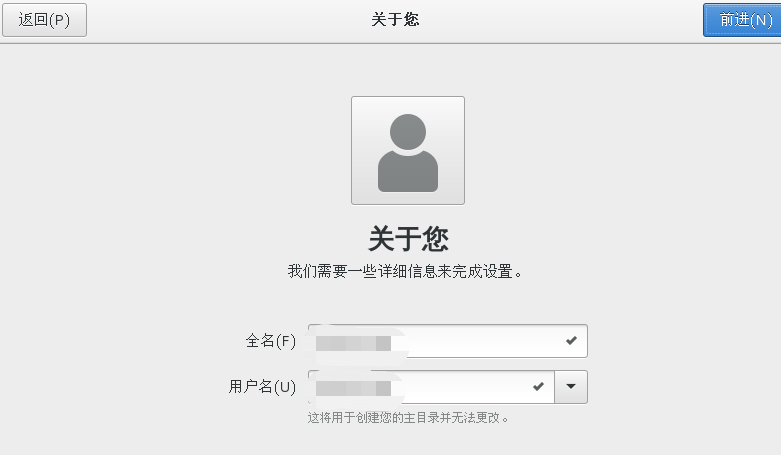 返回(P) 关于您 前进(N)
关于您
我们需要一些详细信息来完成设置。
全名(F)
用户名(U)
这将用于创建您的主目录并无法更改。